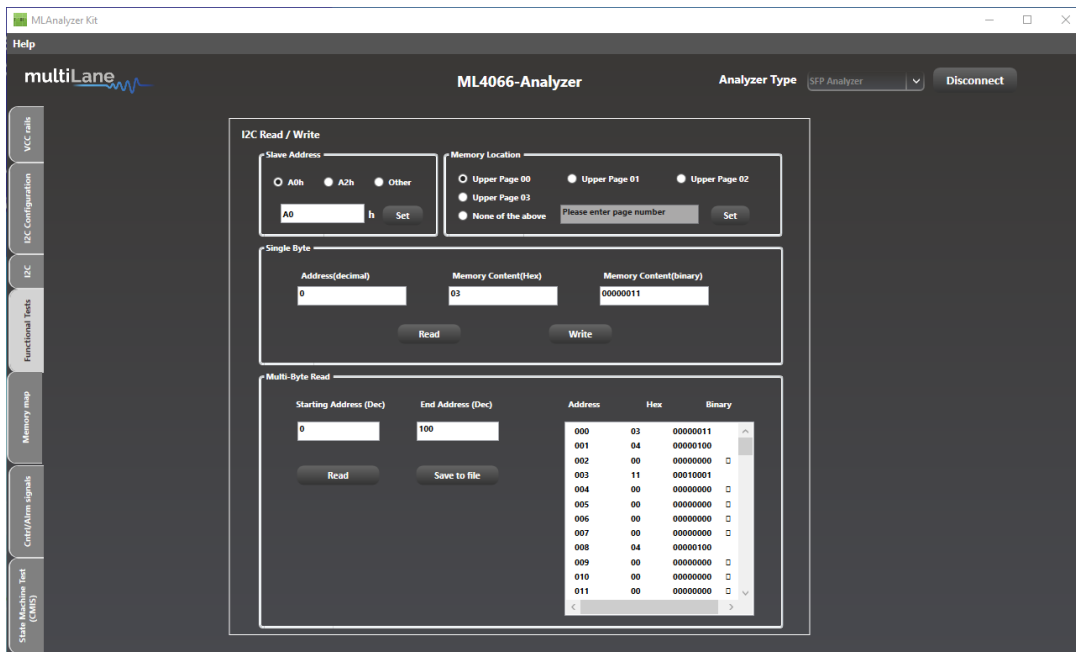 MLAnalyzer Kit
Help
multiLane
ML4066-Analyzer
Analyzer Type
SFP Analyzer
Disconnect
VCC rails
I2C Configuration
I2C
Functional Tests
Memory map
Cntrl/Alrm signals
State Machine Test
(CMIS)
I2C Read / Write
Slave Address
A0h A2h Other
A0 h Set
Memory Location
Upper Page 00 Upper Page 01 Upper Page 02
Upper Page 03
None of the above Please enter page number Set
Single Byte
Address(decimal) Memory Content(Hex) Memory Content(binary)
0 03 00000011
Read Write
Multi-Byte Read
Starting Address (Dec) End Address (Dec)
0 100
Read Save to file
Address Hex Binary
000 03 00000011
001 04 00000100
002 00 00000000
003 11 00010001
004 00 00000000
005 00 00000000
006 00 00000000
007 00 00000000
008 04 00000100
009 00 00000000
010 00 00000000
011 00 00000000